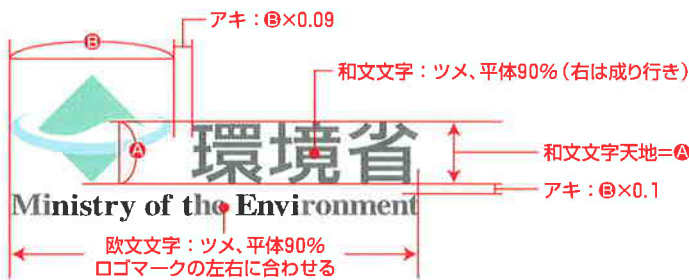 アキ：Ⓑ×0.09
Ⓑ
和文文字：ツメ、平体90%（右は成り行き）
環境省
Ⓐ
和文文字天地＝Ⓐ
アキ：Ⓑ×0.1
Ministry of the Environment
欧文文字：ツメ、平体90%
ロゴマークの左右に合わせる